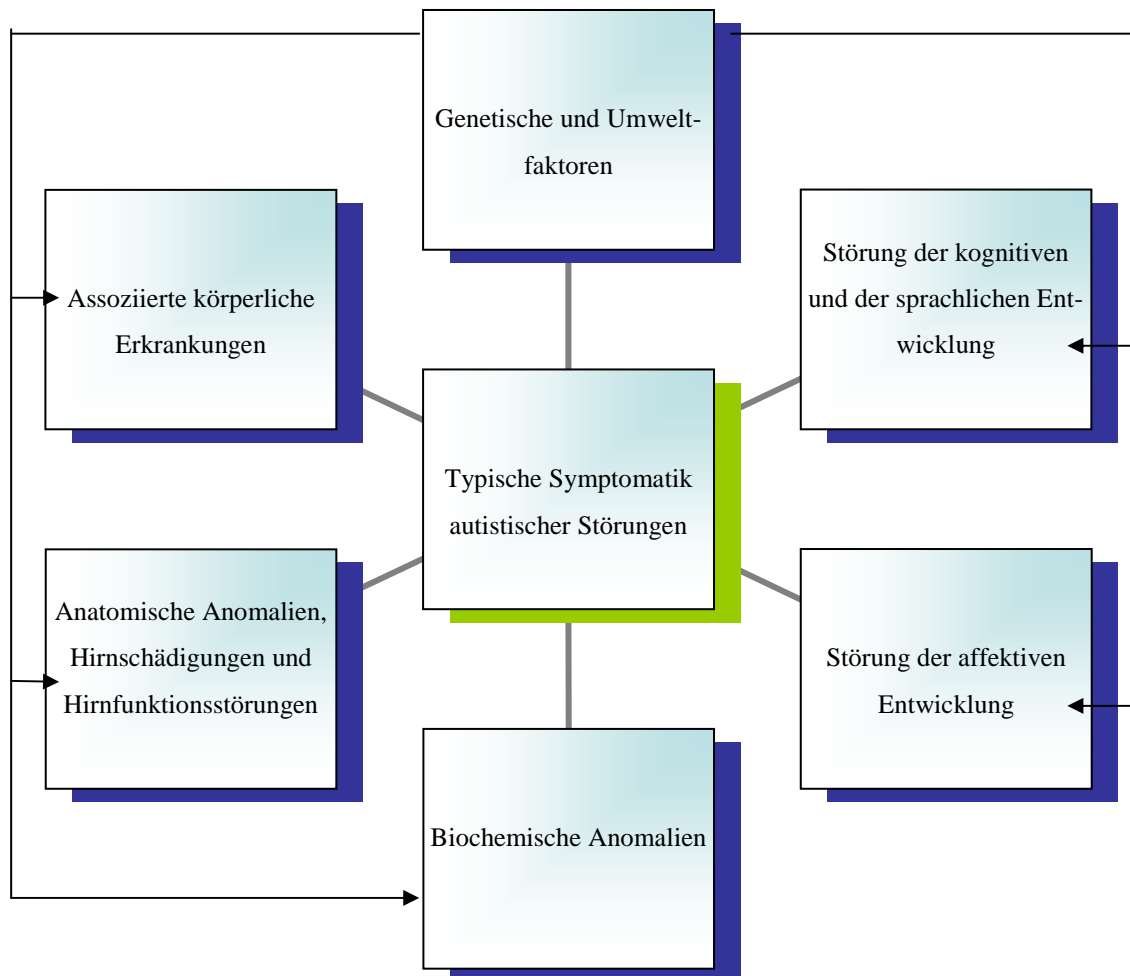 Genetische und Umwelt-
faktoren
Assoziierte körperliche
Erkrankungen
Störung der kognitiven
und der sprachlichen Ent-
wicklung
Typische Symptomatik
autistischer Störungen
Anatomische Anomalien,
Hirnschädigungen und
Hirnfunktionsstörungen
Störung der affektiven
Entwicklung
Biochemische Anomalien